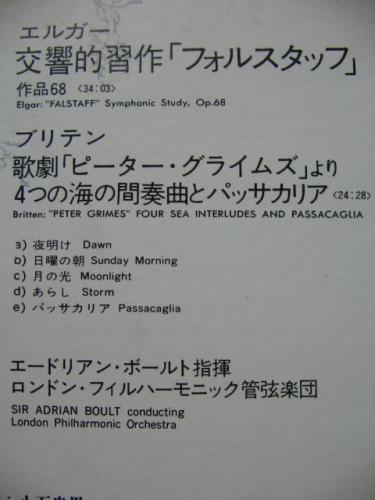 エルガー
交響的習作「フォルスタッフ」
作品68 〈34:03〉
Elgar: "FALSTAFF" Symphonic Study, Op.68
ブリテン
歌劇「ピーター・グライムズ」より
4つの海の間奏曲とパッサカリア〈24:28〉
Britten: "PETER GRIMES" FOUR SEA INTERLUDES AND PASSACAGLIA
a) 夜明け Dawn
b) 日曜の朝 Sunday Morning
c) 月の光 Moonlight
d) あらし Storm
e) パッサカリア Passacaglia
エードリアン・ボールト指揮
ロンドン・フィルハーモニック管弦楽団
SIR ADRIAN BOULT conducting
London Philharmonic Orchestra